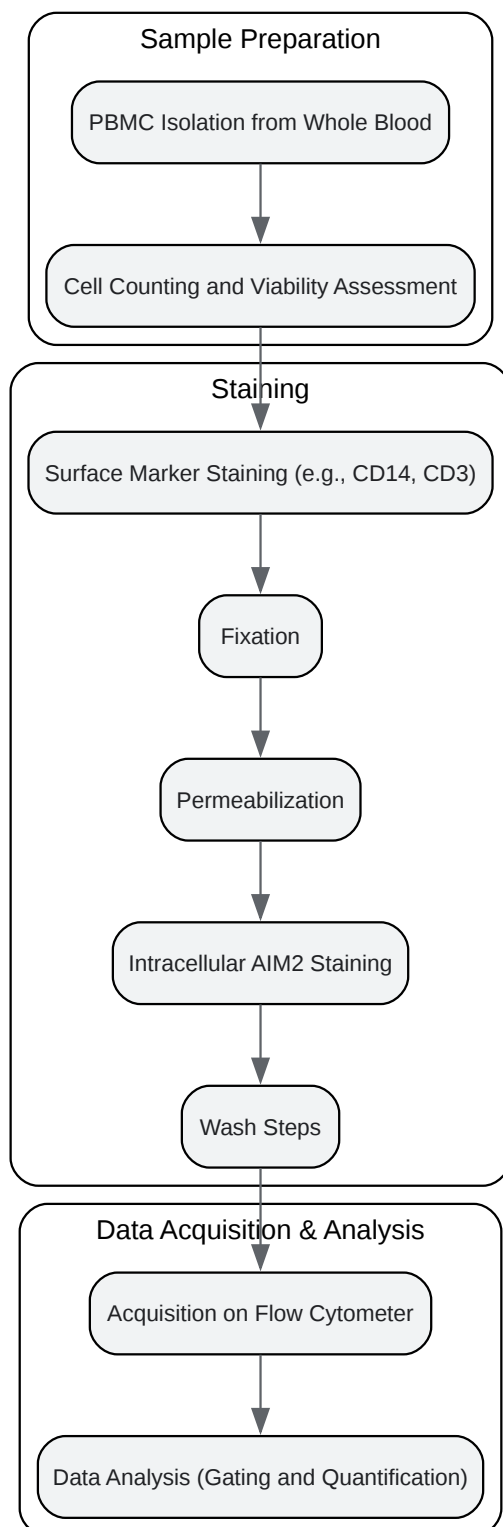 Sample Preparation
PBMC Isolation from Whole Blood
Cell Counting and Viability Assessment
Staining
Surface Marker Staining (e.g., CD14, CD3)
Fixation
Permeabilization
Intracellular AIM2 Staining
Wash Steps
Data Acquisition & Analysis
Acquisition on Flow Cytometer
Data Analysis (Gating and Quantification)